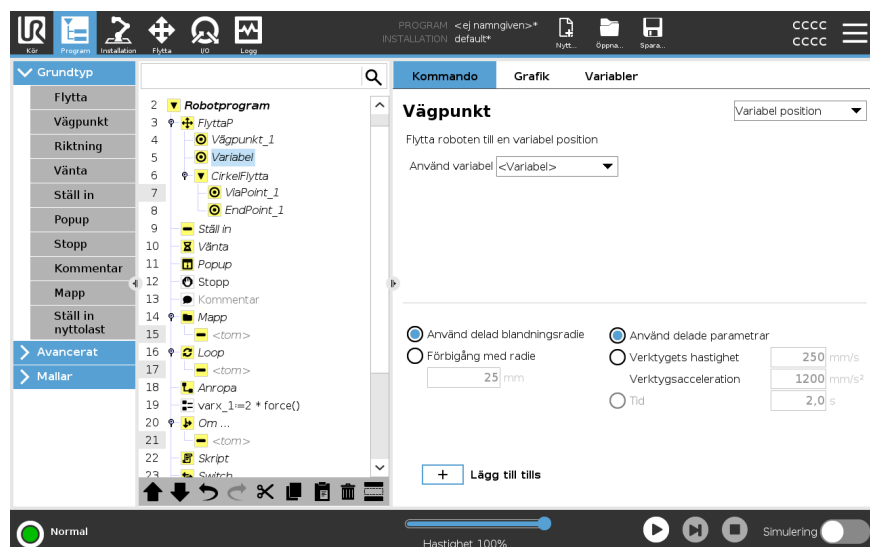 PROGRAM <ej namngiven>*
INSTALLATION default*
Kör Program Installation Flytta I/O Logg
Nytt... Öppna... Spara...
CCCC
CCCC
Grundtyp
Flytta
Vägpunkt
Riktning
Vänta
Ställ in
Popup
Stopp
Kommentar
Mapp
Ställ in
nyttolast
Avancerat
Mallar
2 Robotprogram
3 FlyttaP
4 Vägpunkt_1
5 Variabel
6 CirkelFlytta
7 ViaPoint_1
8 EndPoint_1
9 Ställ in
10 Vänta
11 Popup
12 Stopp
13 Kommentar
14 Mapp
15 <tom>
16 Loop
17 <tom>
18 Anropa
19 varx_1:=2 * force()
20 Om ...
21 <tom>
22 Skript
23 Switch
Kommando Grafik Variabler
Vägpunkt
Variabel position
Flytta roboten till en variabel position
Använd variabel <Variabel>
Använd delad blandningsradie
Förbigång med radie
25 mm
Använd delade parametrar
Verktygets hastighet 250 mm/s
Verktygsacceleration 1200 mm/s²
Tid 2,0 s
+ Lägg till tills
Normal
Hastighet 100%
Simulering